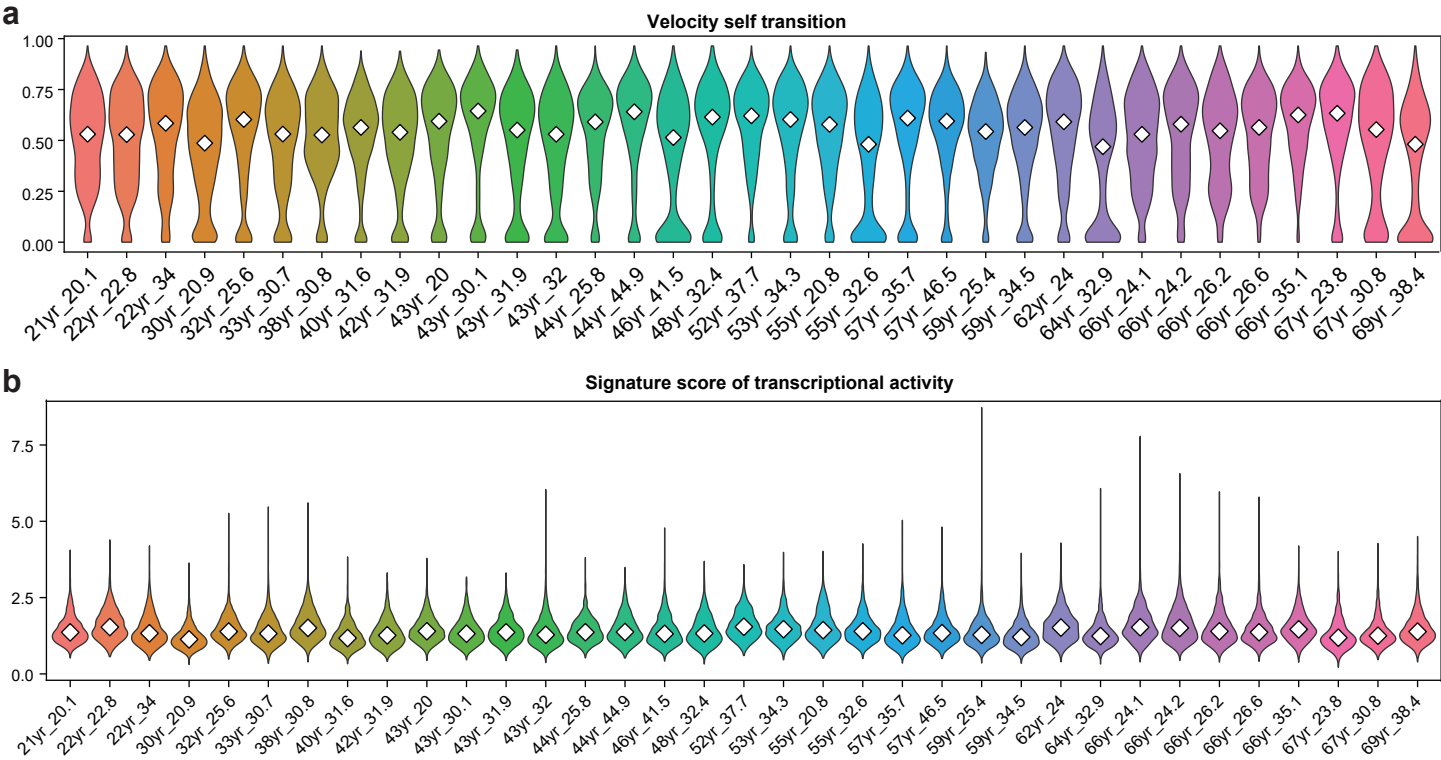 a
Velocity self transition
1.00
0.75
0.50
0.25
0.00
21yr_20.1
22yr_22.8
22yr_34
30yr_20.9
32yr_25.6
33yr_30.7
38yr_30.8
40yr_31.6
42yr_31.9
43yr_20
43yr_30.1
43yr_31.9
43yr_32
44yr_25.8
44yr_44.9
46yr_41.5
48yr_32.4
52yr_37.7
53yr_34.3
55yr_20.8
55yr_32.6
57yr_35.7
57yr_46.5
59yr_25.4
59yr_34.5
62yr_24
64yr_32.9
66yr_24.1
66yr_24.2
66yr_26.2
66yr_26.6
66yr_35.1
67yr_23.8
67yr_30.8
69yr_38.4
b
Signature score of transcriptional activity
7.5
5.0
2.5
0.0
21yr_20.1
22yr_22.8
22yr_34
30yr_20.9
32yr_25.6
33yr_30.7
38yr_30.8
40yr_31.6
42yr_31.9
43yr_20
43yr_30.1
43yr_31.9
43yr_32
44yr_25.8
44yr_44.9
46yr_41.5
48yr_32.4
52yr_37.7
53yr_34.3
55yr_20.8
55yr_32.6
57yr_35.7
57yr_46.5
59yr_25.4
59yr_34.5
62yr_24
64yr_32.9
66yr_24.1
66yr_24.2
66yr_26.2
66yr_26.6
66yr_35.1
67yr_23.8
67yr_30.8
69yr_38.4